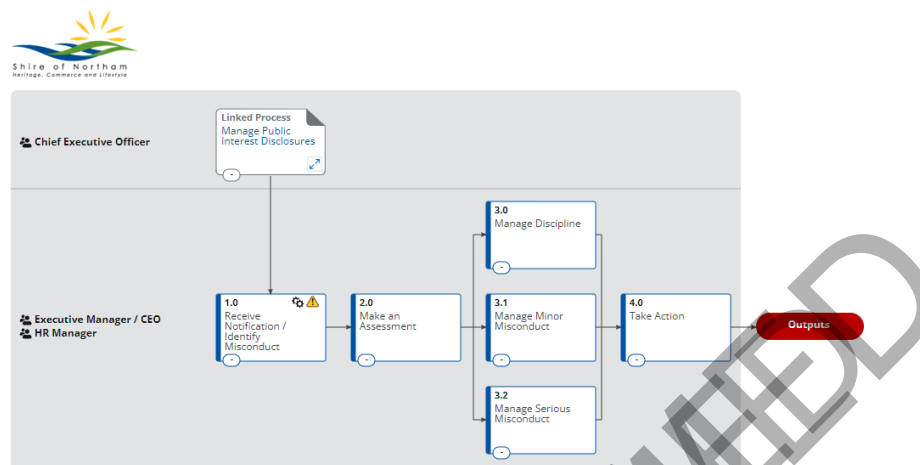 Shire of Northam
Heritage, Commerce and Lifestyle
Chief Executive Officer
Linked Process
Manage Public
Interest Disclosures
-
Executive Manager / CEO
HR Manager
1.0
Receive
Notification /
Identify
Misconduct
-
2.0
Make an
Assessment
-
3.0
Manage Discipline
-
3.1
Manage Minor
Misconduct
-
3.2
Manage Serious
Misconduct
-
4.0
Take Action
-
Outputs